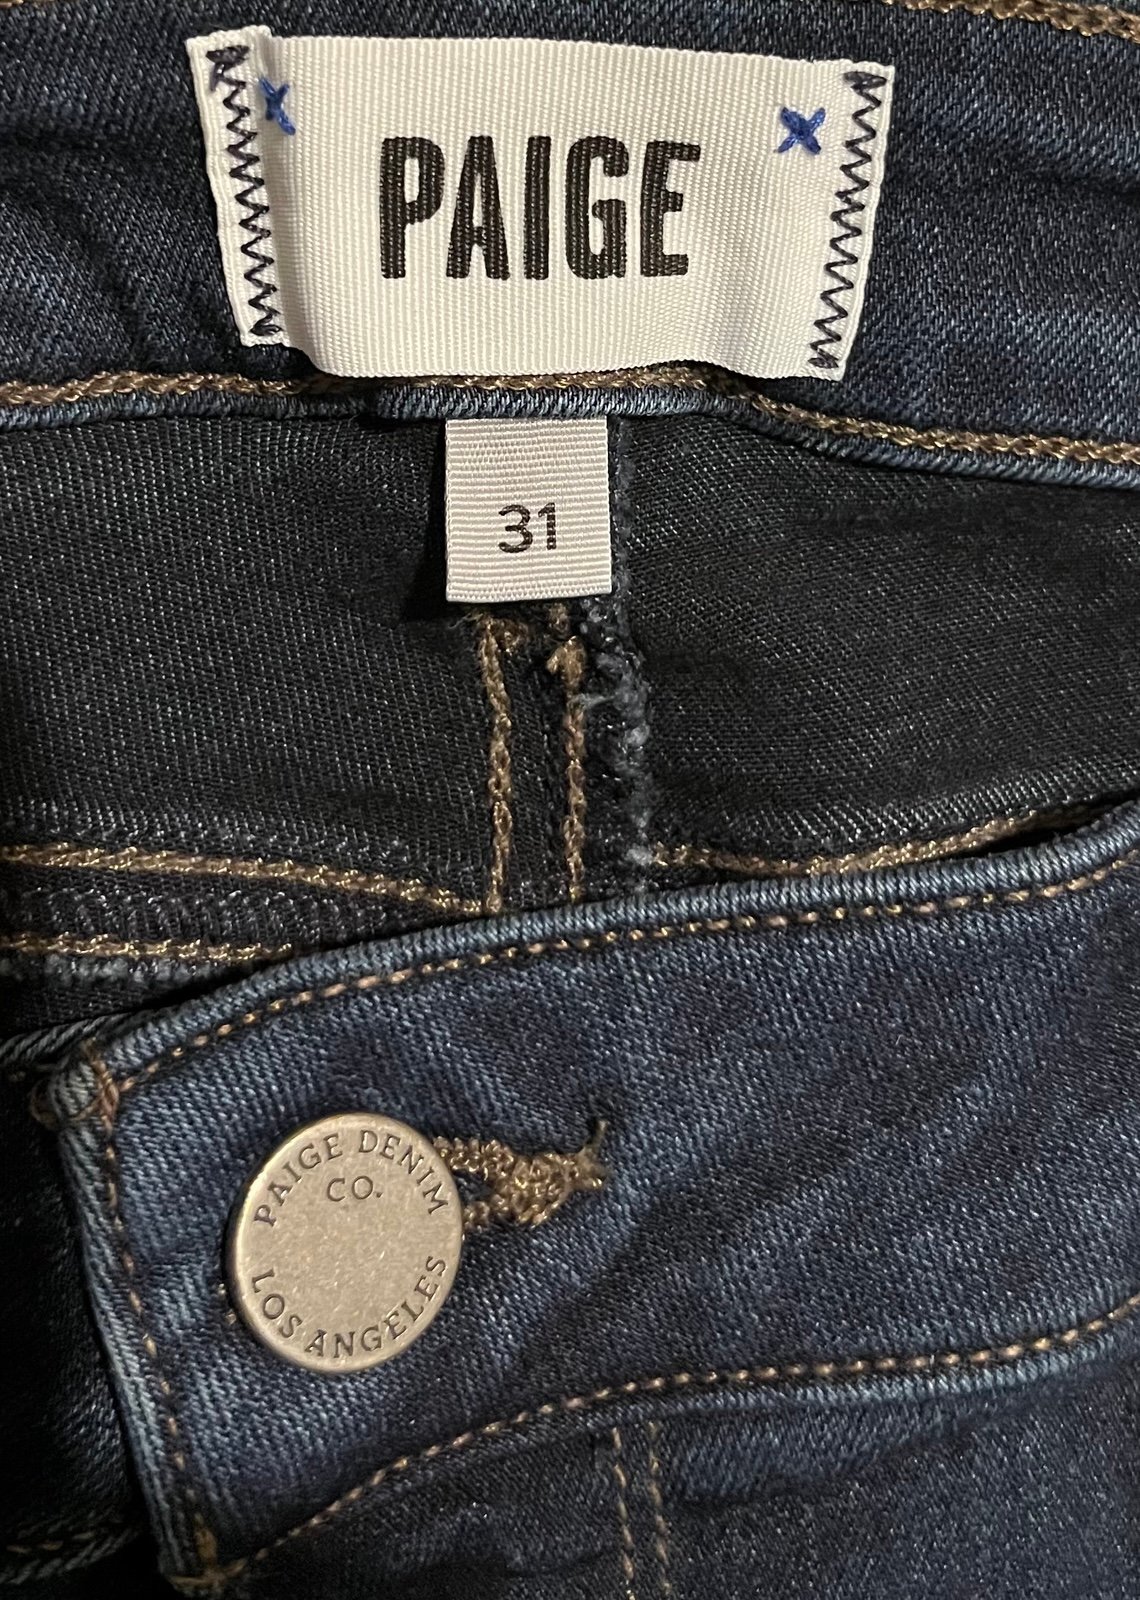 PAIGE
31
PAIGE DENIM
CO.
LOS ANGELES